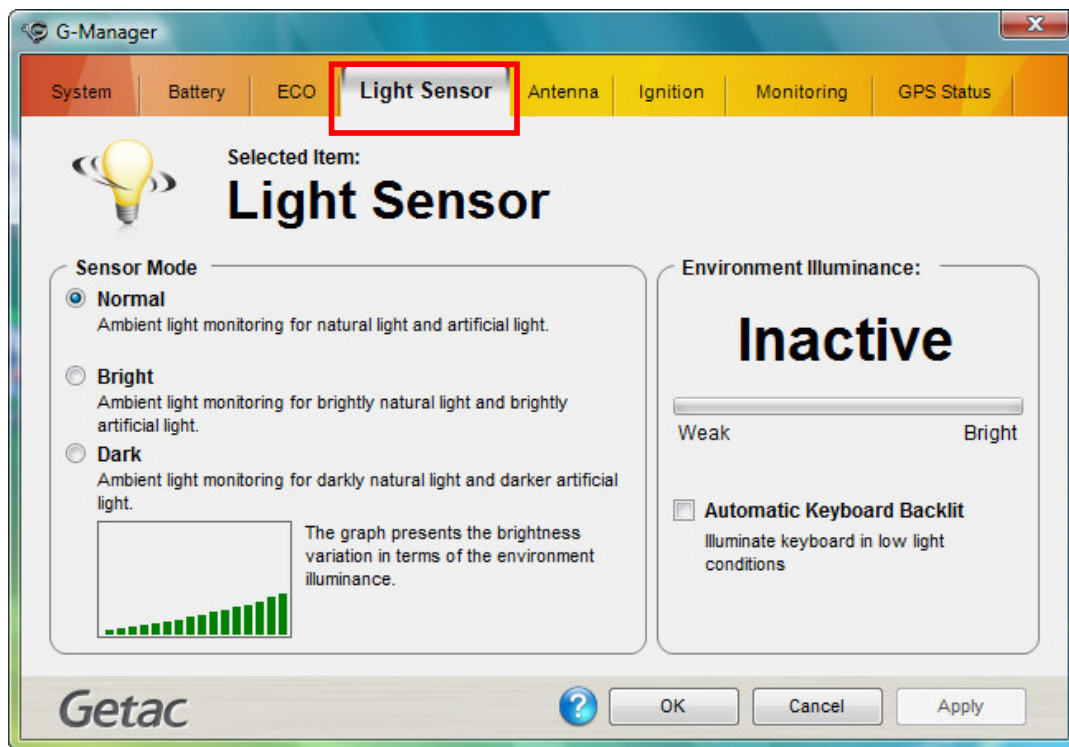 G-Manager
System Battery ECO Light Sensor Antenna Ignition Monitoring GPS Status
Selected Item:
Light Sensor
Sensor Mode
Normal
Ambient light monitoring for natural light and artificial light.
Bright
Ambient light monitoring for brightly natural light and brightly
artificial light.
Dark
Ambient light monitoring for darkly natural light and darker artificial
light.
The graph presents the brightness
variation in terms of the environment
illuminance.
Environment Illuminance:
Inactive
Weak Bright
Automatic Keyboard Backlit
Illuminate keyboard in low light
conditions
Getac
? OK Cancel Apply